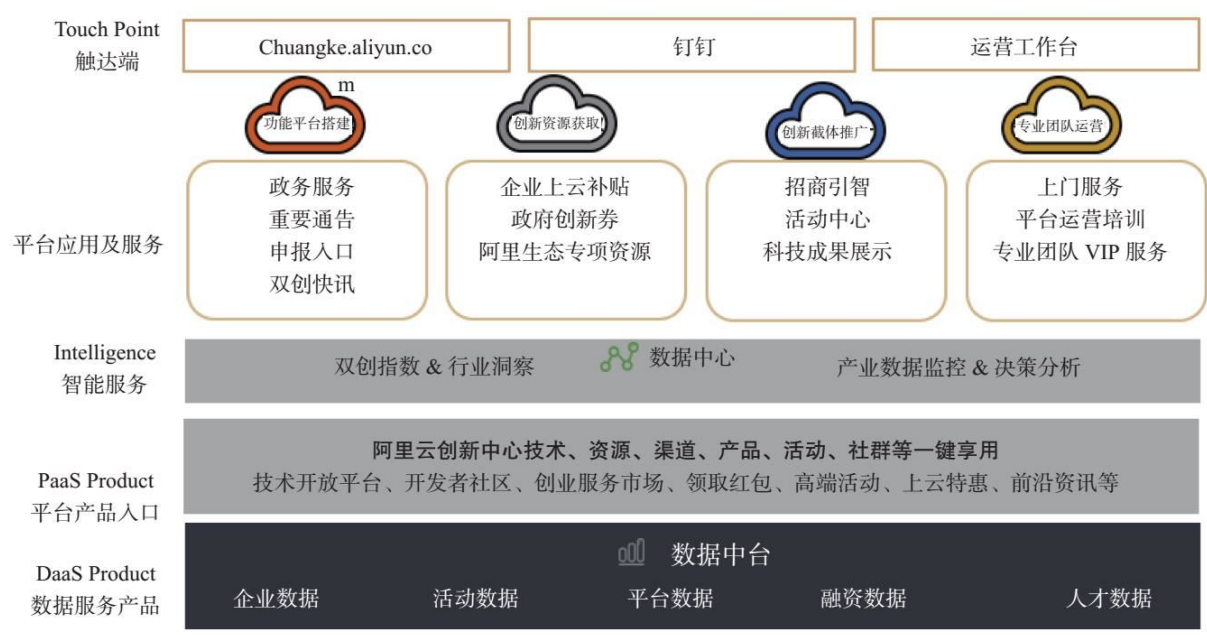 Touch Point
触达端
Chuangke.aliyun.co
m
钉钉
运营工作台
功能平台搭建
创新资源获取
创新截体推广
专业团队运营
平台应用及服务
政务服务
重要通告
申报入口
双创快讯
企业上云补贴
政府创新券
阿里生态专项资源
招商引智
活动中心
科技成果展示
上门服务
平台运营培训
专业团队 VIP 服务
Intelligence
智能服务
双创指数 & 行业洞察
数据中心
产业数据监控 & 决策分析
PaaS Product
平台产品入口
阿里云创新中心技术、资源、渠道、产品、活动、社群等一键享用
技术开放平台、开发者社区、创业服务市场、领取红包、高端活动、上云特惠、前沿资讯等
DaaS Product
数据服务产品
数据中台
企业数据
活动数据
平台数据
融资数据
人才数据